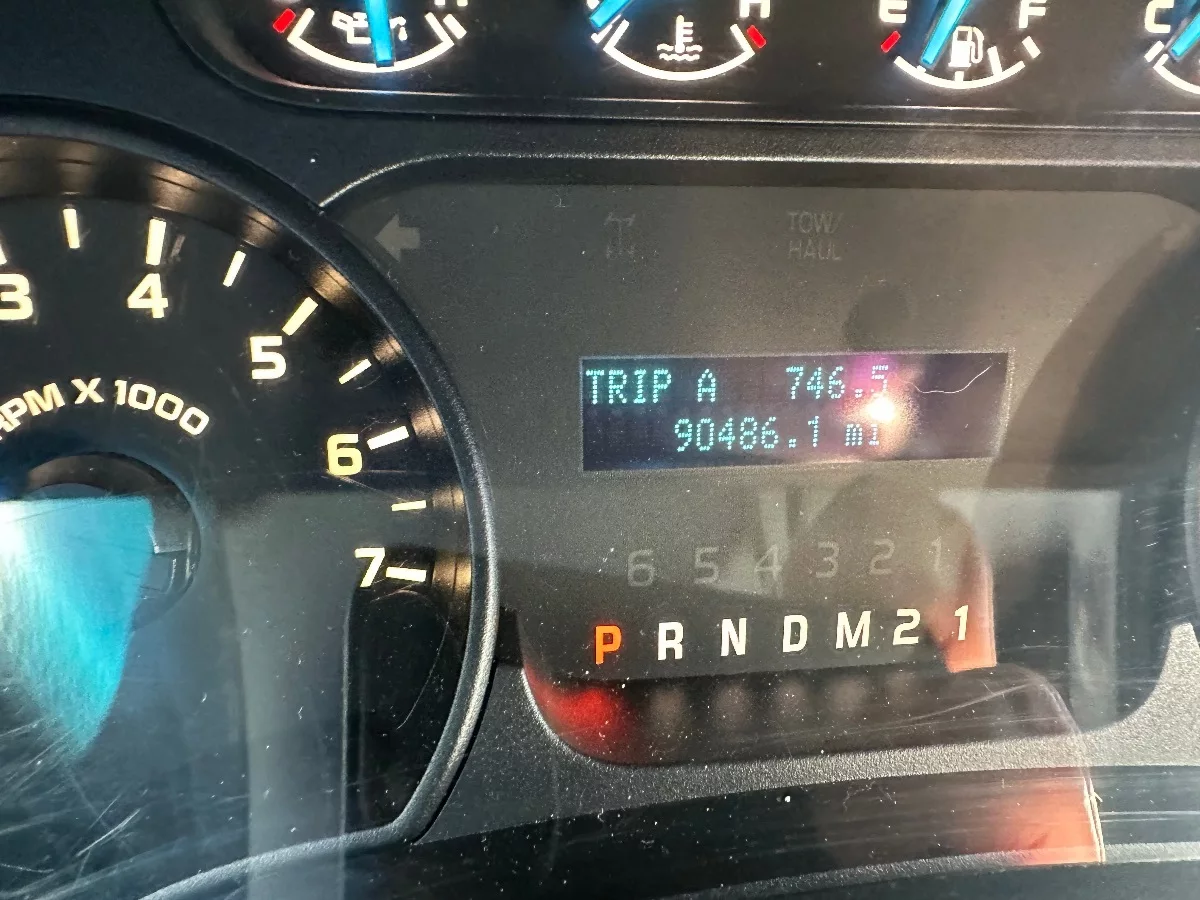 H
H
E F
C
TOW/
HAUL
3 4 5 6 7
RPM X 1000
TRIP A 746.5
90486.1 mi
6 5 4 3 2 1
P R N D M 2 1